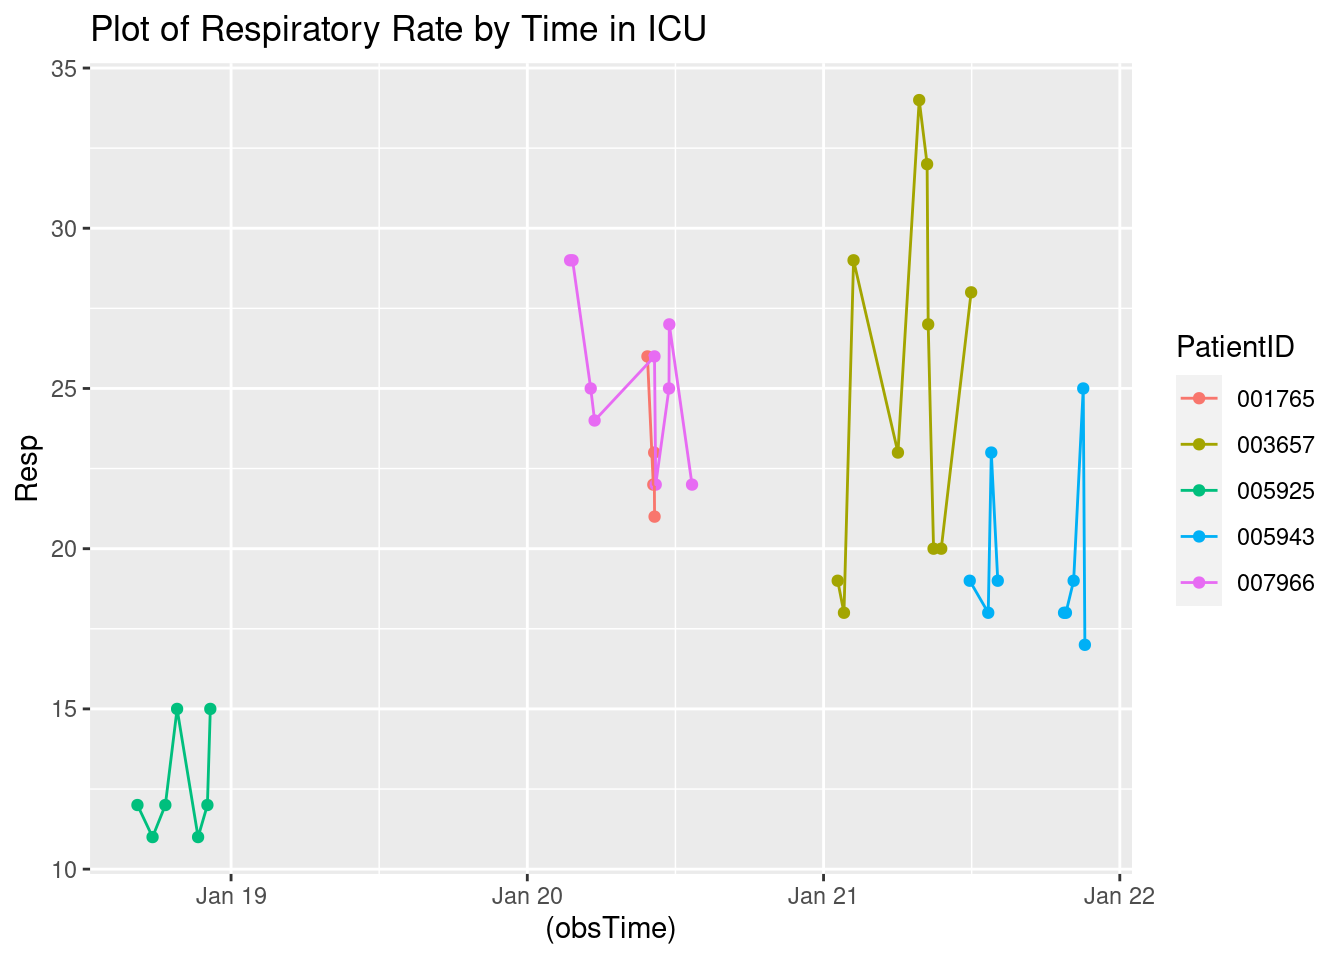 Plot of Respiratory Rate by Time in ICU
35
30
25
20
15
10
Resp
Jan 19
Jan 20
Jan 21
Jan 22
(obsTime)
PatientID
001765
003657
005925
005943
007966